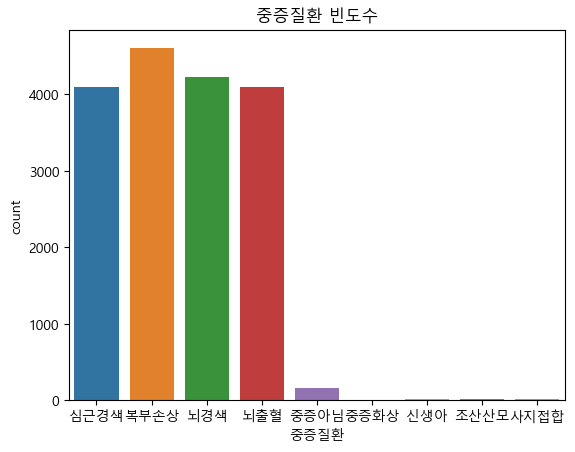 중증질환 빈도수
count
4000
3000
2000
1000
0
심근경색 복부손상 뇌경색 뇌출혈 중증아님 중증화상 신생아 조산산모 사지접합
중증질환